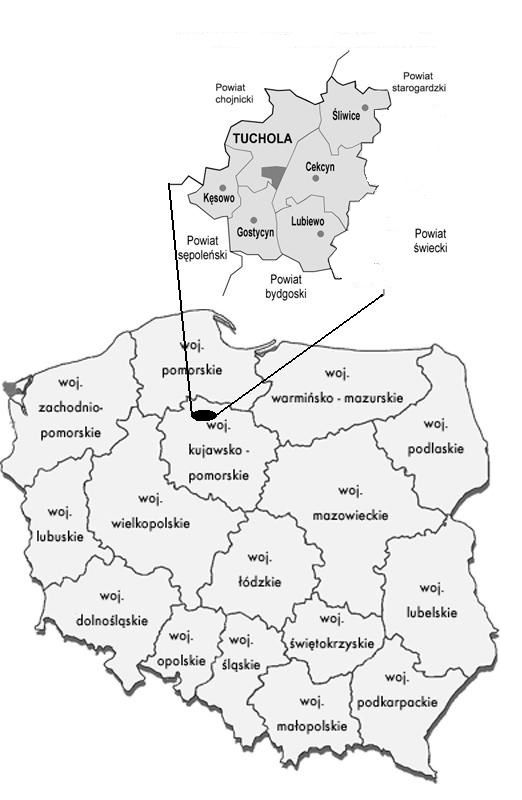 Powiat
chojnicki
Powiat
starogardzki
Śliwice
TUCHOLA
Cekcyn
Kęsowo
Gostycyn
Lubiewo
Powiat
sępoleński
Powiat
świecki
Powiat
bydgoski
woj.
pomorskie
woj.
zachodnio-
pomorskie
woj.
warmińsko - mazurskie
woj.
podlaskie
woj.
kujawsko -
pomorskie
woj.
wielkopolskie
woj.
mazowieckie
woj.
lubuskie
woj.
łódzkie
woj.
lubelskie
woj.
dolnośląskie
woj.
opolskie
woj.
śląskie
woj.
świętokrzyskie
woj.
małopolskie
woj.
podkarpackie